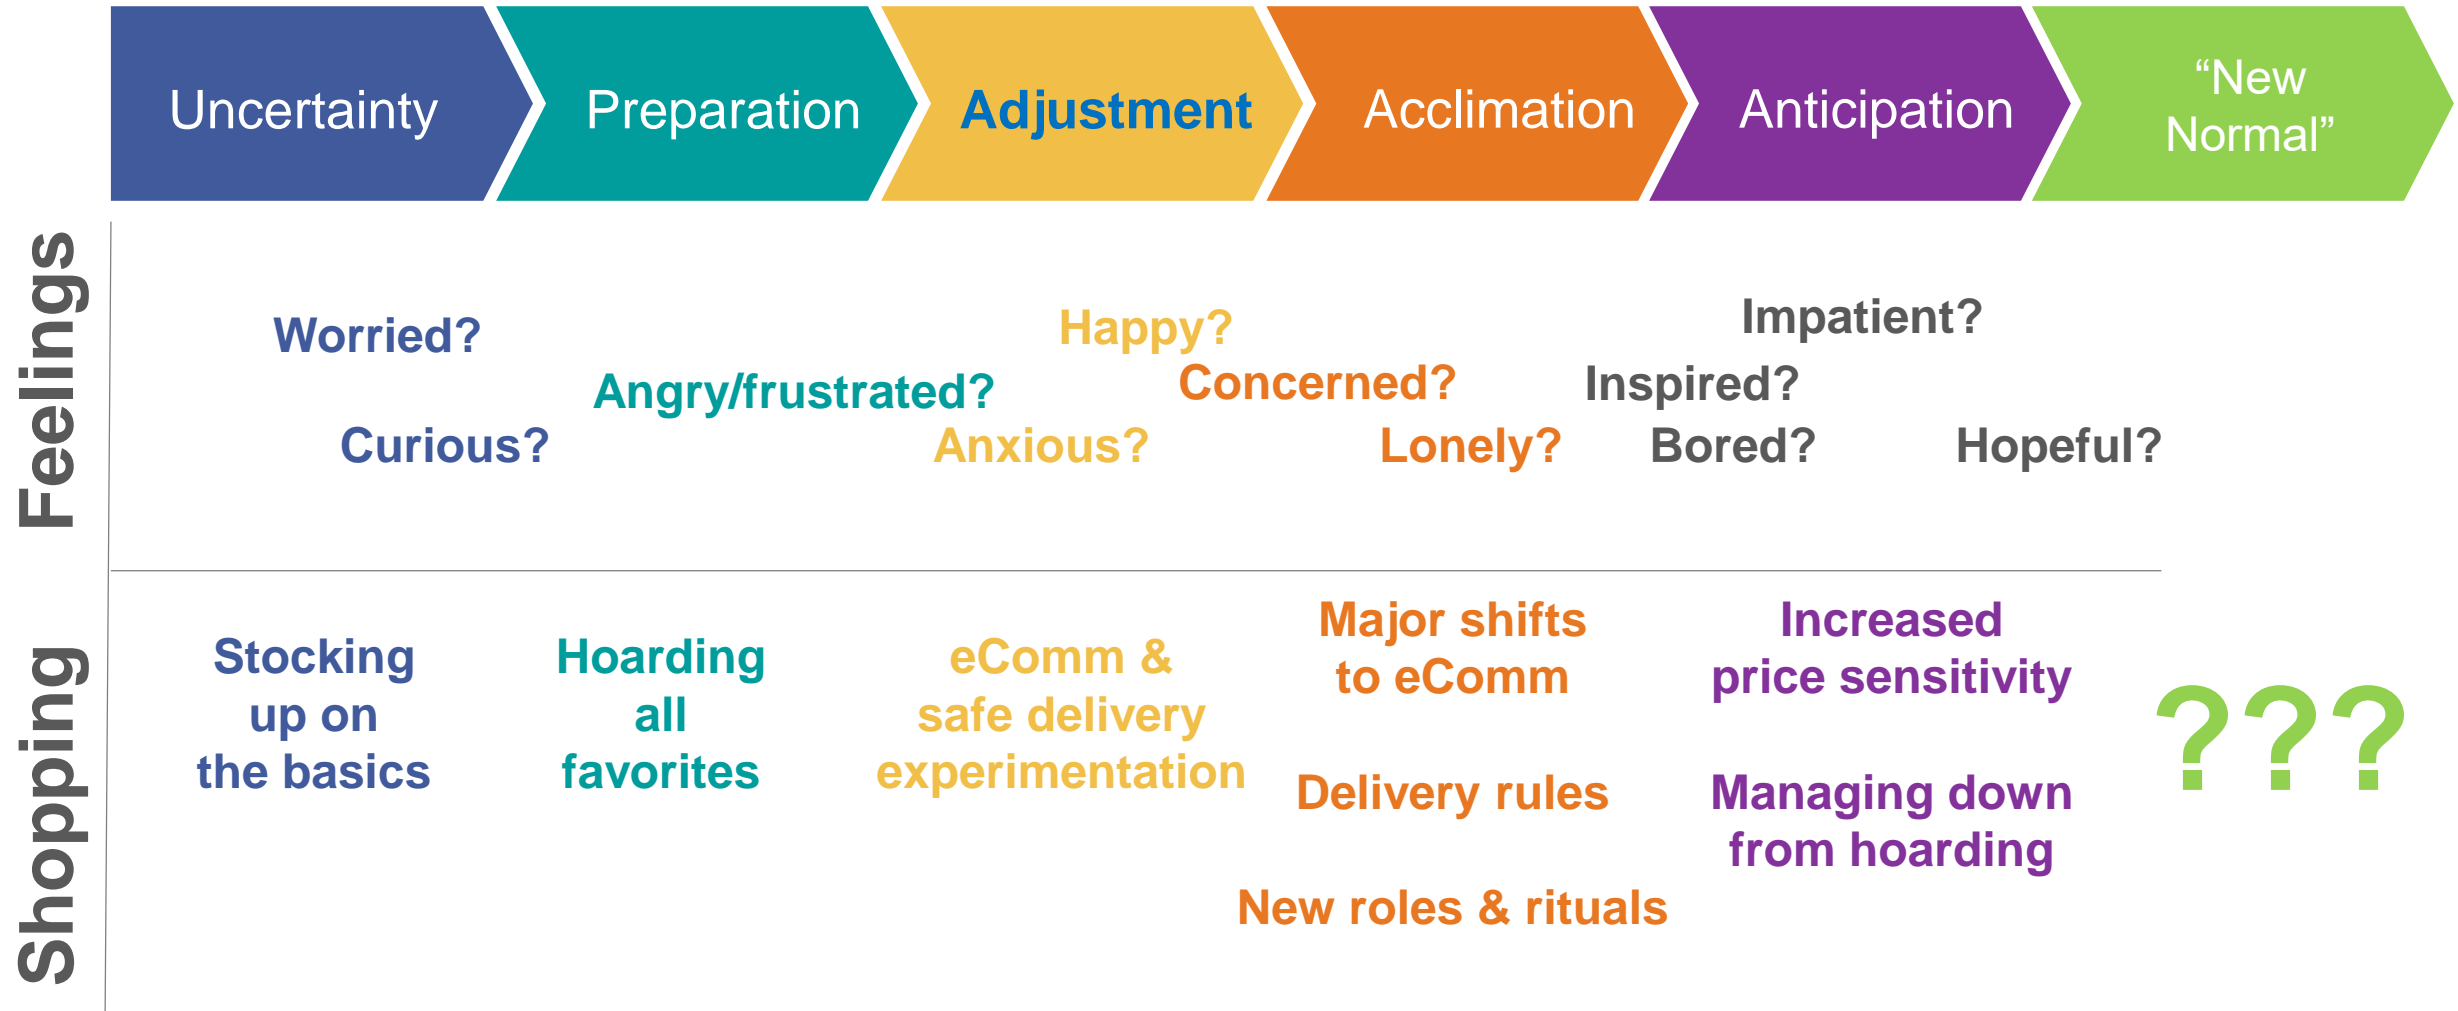 Uncertainty
Preparation
Adjustment
Acclimation
Anticipation
“New
Normal”
Feelings
Worried?
Curious?
Angry/frustrated?
Happy?
Anxious?
Concerned?
Lonely?
Impatient?
Inspired?
Bored?
Hopeful?
Shopping
Stocking
up on
the basics
Hoarding
all
favorites
eComm &
safe delivery
experimentation
Major shifts
to eComm
Delivery rules
New roles & rituals
Increased
price sensitivity
Managing down
from hoarding
???